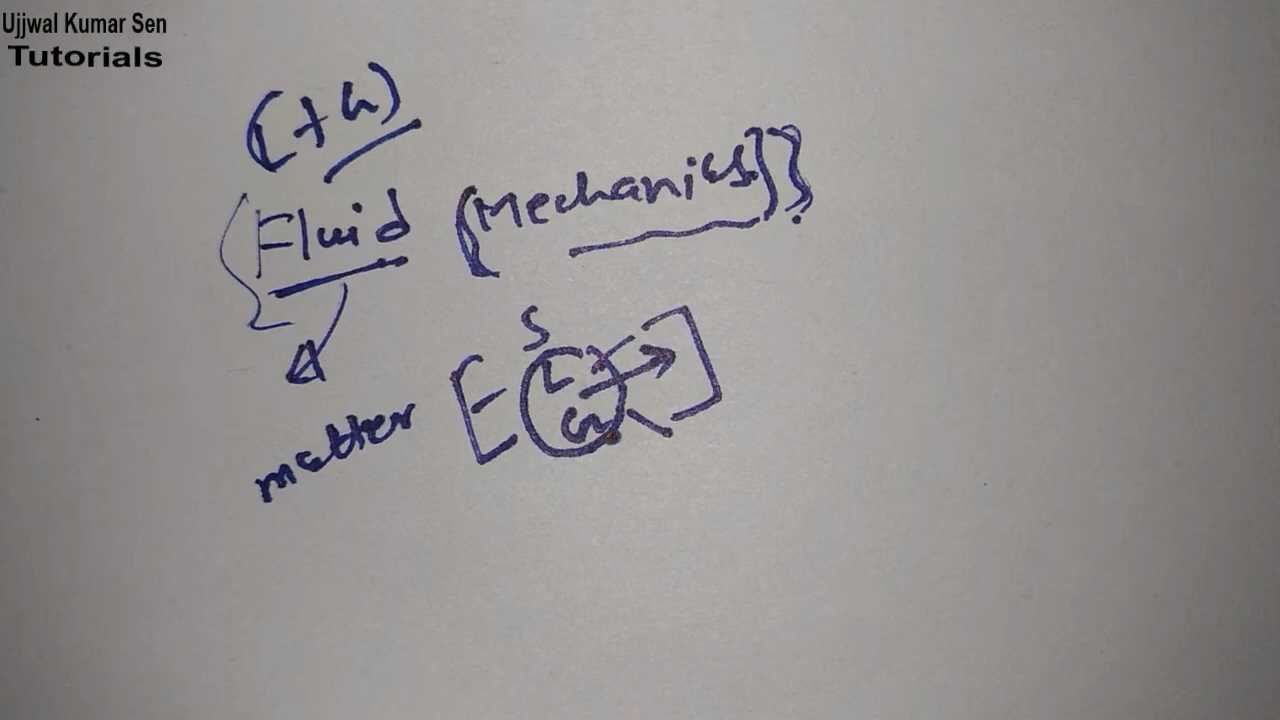 Ujjwal Kumar Sen
Tutorials
(L+G)
{Fluid {Mechanics}}
matter
S
L
G